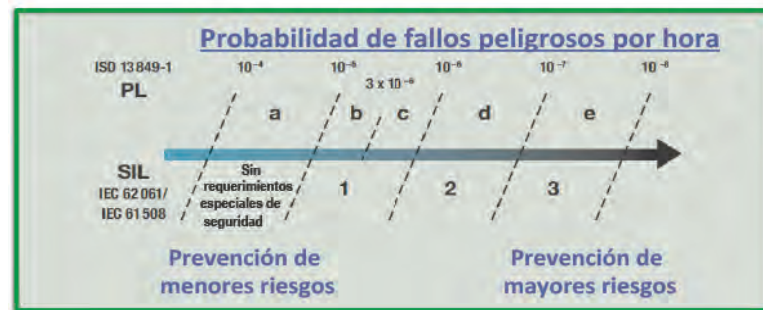 Probabilidad de fallos peligrosos por hora
ISO 13 849-1
PL
10⁻⁴ 10⁻⁵ 10⁻⁶ 10⁻⁷ 10⁻⁸
3 x 10⁻⁶
a b c d e
SIL
IEC 62 061/
IEC 61 508
Sin
requerimientos
especiales de
seguridad
1 2 3
Prevención de
menores riesgos
Prevención de
mayores riesgos